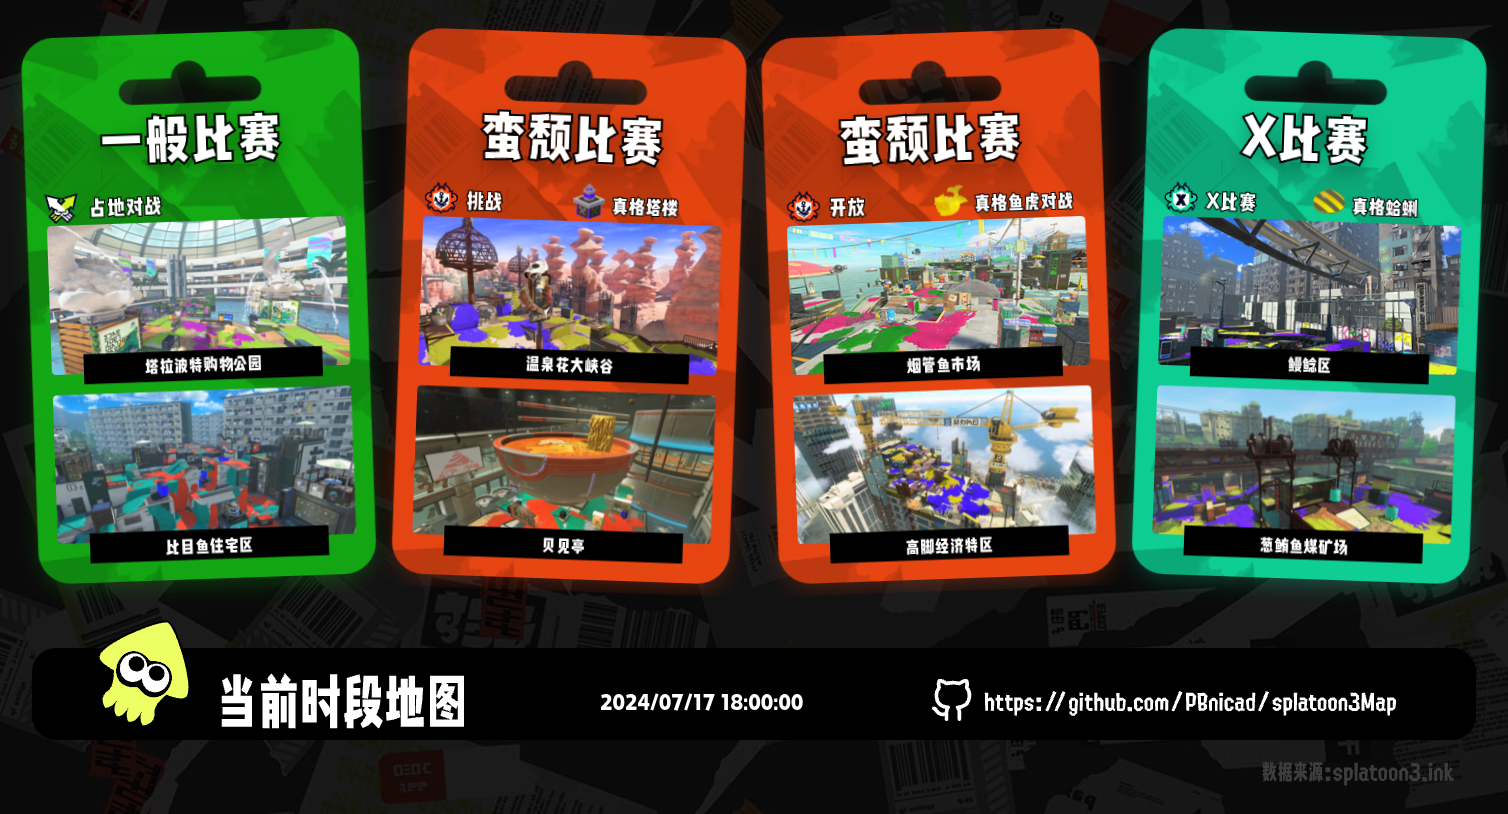 一般比赛
占地对战
塔拉波特购物公园
比目鱼住宅区
蛮颓比赛
挑战
真格塔楼
温泉花大峡谷
贝见亭
蛮颓比赛
开放
真格鱼虎对战
烟管鱼市场
高脚经济特区
X比赛
X比赛
真格蛤蜊
鳗鲶区
葱鲔鱼煤矿场
当前时段地图
2024/07/17 18:00:00
https://github.com/PBnicad/splatoon3Map
数据来源:splatoon3.ink